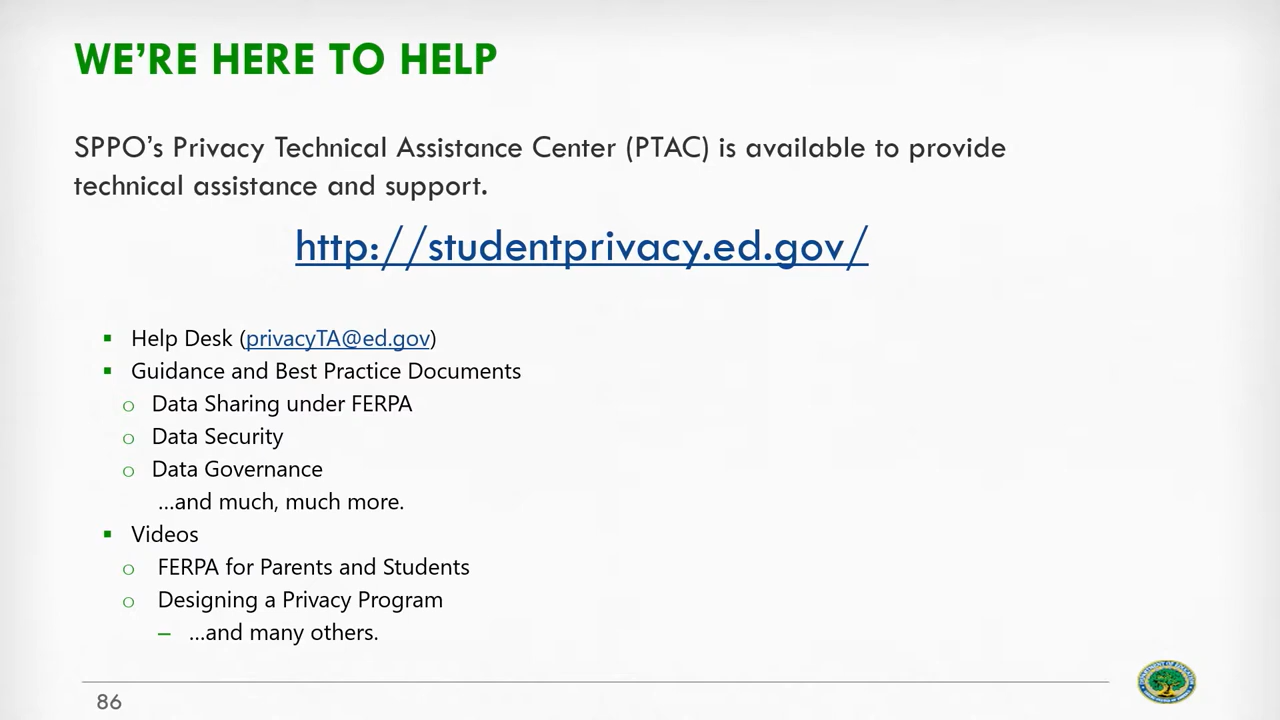 WE'RE HERE TO HELP
SPPO's Privacy Technical Assistance Center (PTAC) is available to provide
technical assistance and support.
http://studentprivacy.ed.gov/
▪ Help Desk (privacyTA@ed.gov)
▪ Guidance and Best Practice Documents
o Data Sharing under FERPA
o Data Security
o Data Governance
...and much, much more.
▪ Videos
o FERPA for Parents and Students
o Designing a Privacy Program
– ...and many others.
86